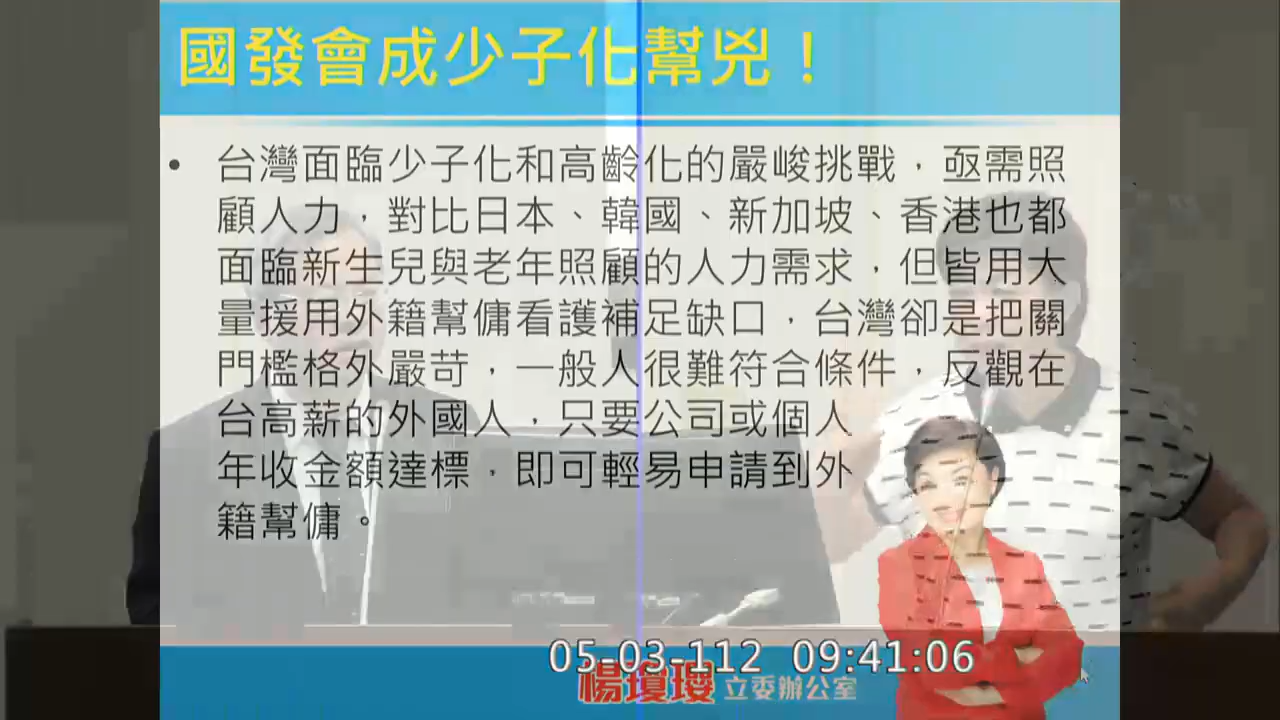 國發會成少子化幫兇！
• 台灣面臨少子化和高齡化的嚴峻挑戰，亟需照
顧人力，對比日本、韓國、新加坡、香港也都
面臨新生兒與老年照顧的人力需求，但皆用大
量援用外籍幫傭看護補足缺口，台灣卻是把關
門檻格外嚴苛，一般人很難符合條件，反觀在
台高薪的外國人，只要公司或個人
年收金額達標，即可輕易申請到外
籍幫傭。
05-03-112 09:41:06
楊瓊瓔 立委辦公室